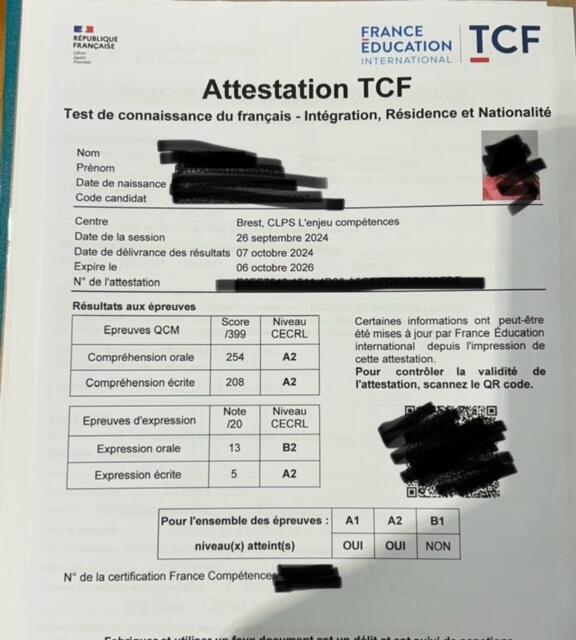 RÉPUBLIQUE
FRANÇAISE
Liberté
Égalité
Fraternité
FRANCE
ÉDUCATION
INTERNATIONAL
TCF
Attestation TCF
Test de connaissance du français - Intégration, Résidence et Nationalité
Nom
Prénom
Date de naissance
Code candidat
Centre Brest, CLPS L'enjeu compétences
Date de la session 26 septembre 2024
Date de délivrance des résultats 07 octobre 2024
Expire le 06 octobre 2026
N° de l'attestation
Résultats aux épreuves
Epreuves QCM Score /399 Niveau CECRL
Compréhension orale 254 A2
Compréhension écrite 208 A2
Certaines informations ont peut-être
été mises à jour par France Éducation
international depuis l'impression de
cette attestation.
Pour contrôler la validité de
l'attestation, scannez le QR code.
Epreuves d'expression Note /20 Niveau CECRL
Expression orale 13 B2
Expression écrite 5 A2
Pour l'ensemble des épreuves : A1 A2 B1
niveau(x) atteint(s) OUI OUI NON
N° de la certification France Compétences